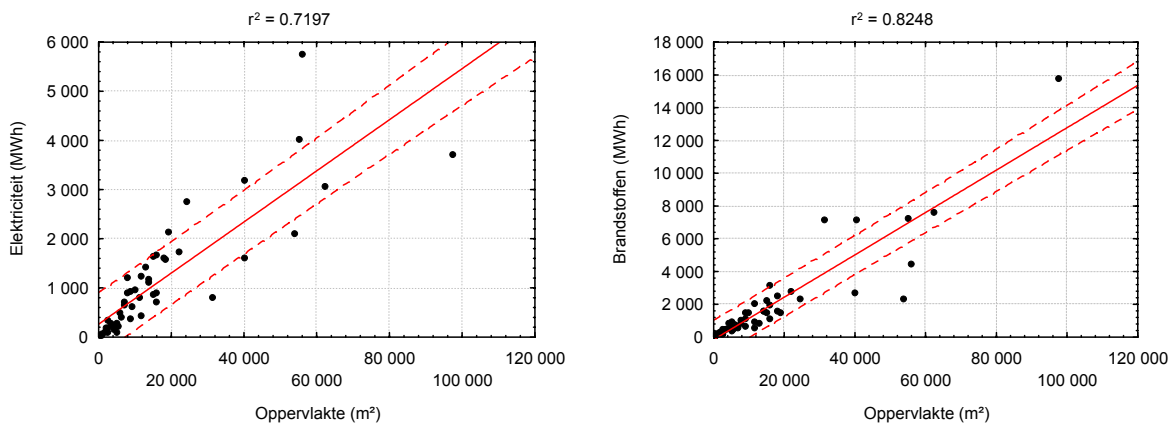 r² = 0.7197
6 000
5 000
4 000
3 000
2 000
1 000
0
Elektriciteit (MWh)
0 40 000 80 000 120 000
20 000 60 000 100 000
Oppervlakte (m²)
r² = 0.8248
18 000
16 000
14 000
12 000
10 000
8 000
6 000
4 000
2 000
0
Brandstoffen (MWh)
0 40 000 80 000 120 000
20 000 60 000 100 000
Oppervlakte (m²)